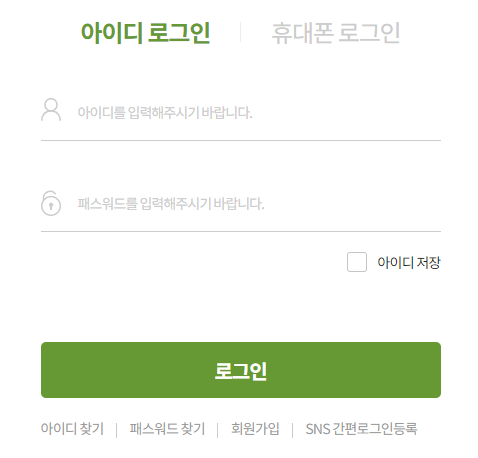 아이디 로그인 휴대폰 로그인
아이디를 입력해주시기 바랍니다.
패스워드를 입력해주시기 바랍니다.
아이디 저장
로그인
아이디 찾기 패스워드 찾기 회원가입 SNS 간편로그인등록